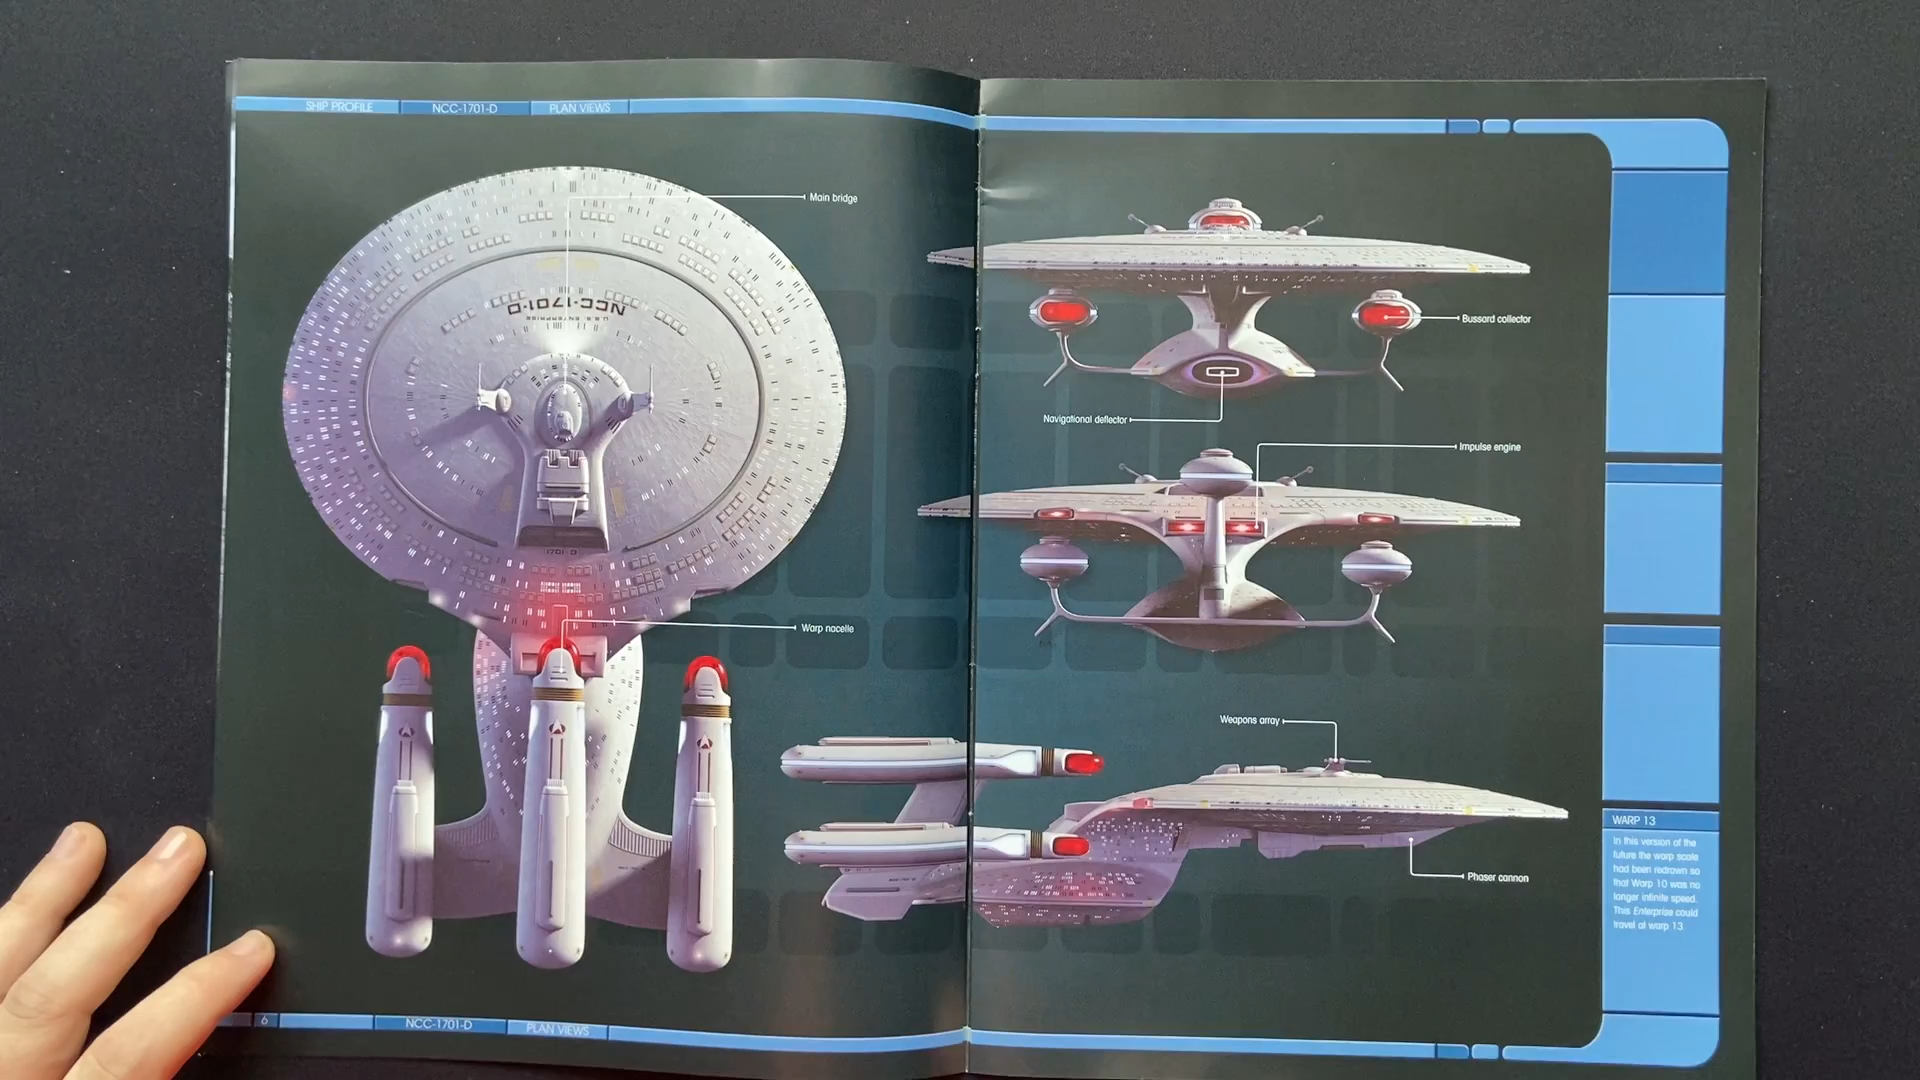 SHIP PROFILE
NCC-1701-D
PLAN VIEWS
Main bridge
NCC-1701-D
U.S.S. ENTERPRISE
1701-D
Warp nacelle
Bussard collector
Navigational deflector
Impulse engine
Weapons array
Phaser cannon
WARP 13
In this version of the
future the warp scale
had been redrawn so
that Warp 10 was no
longer infinite speed.
This Enterprise could
travel at warp 13.
6
NCC-1701-D
PLAN VIEWS